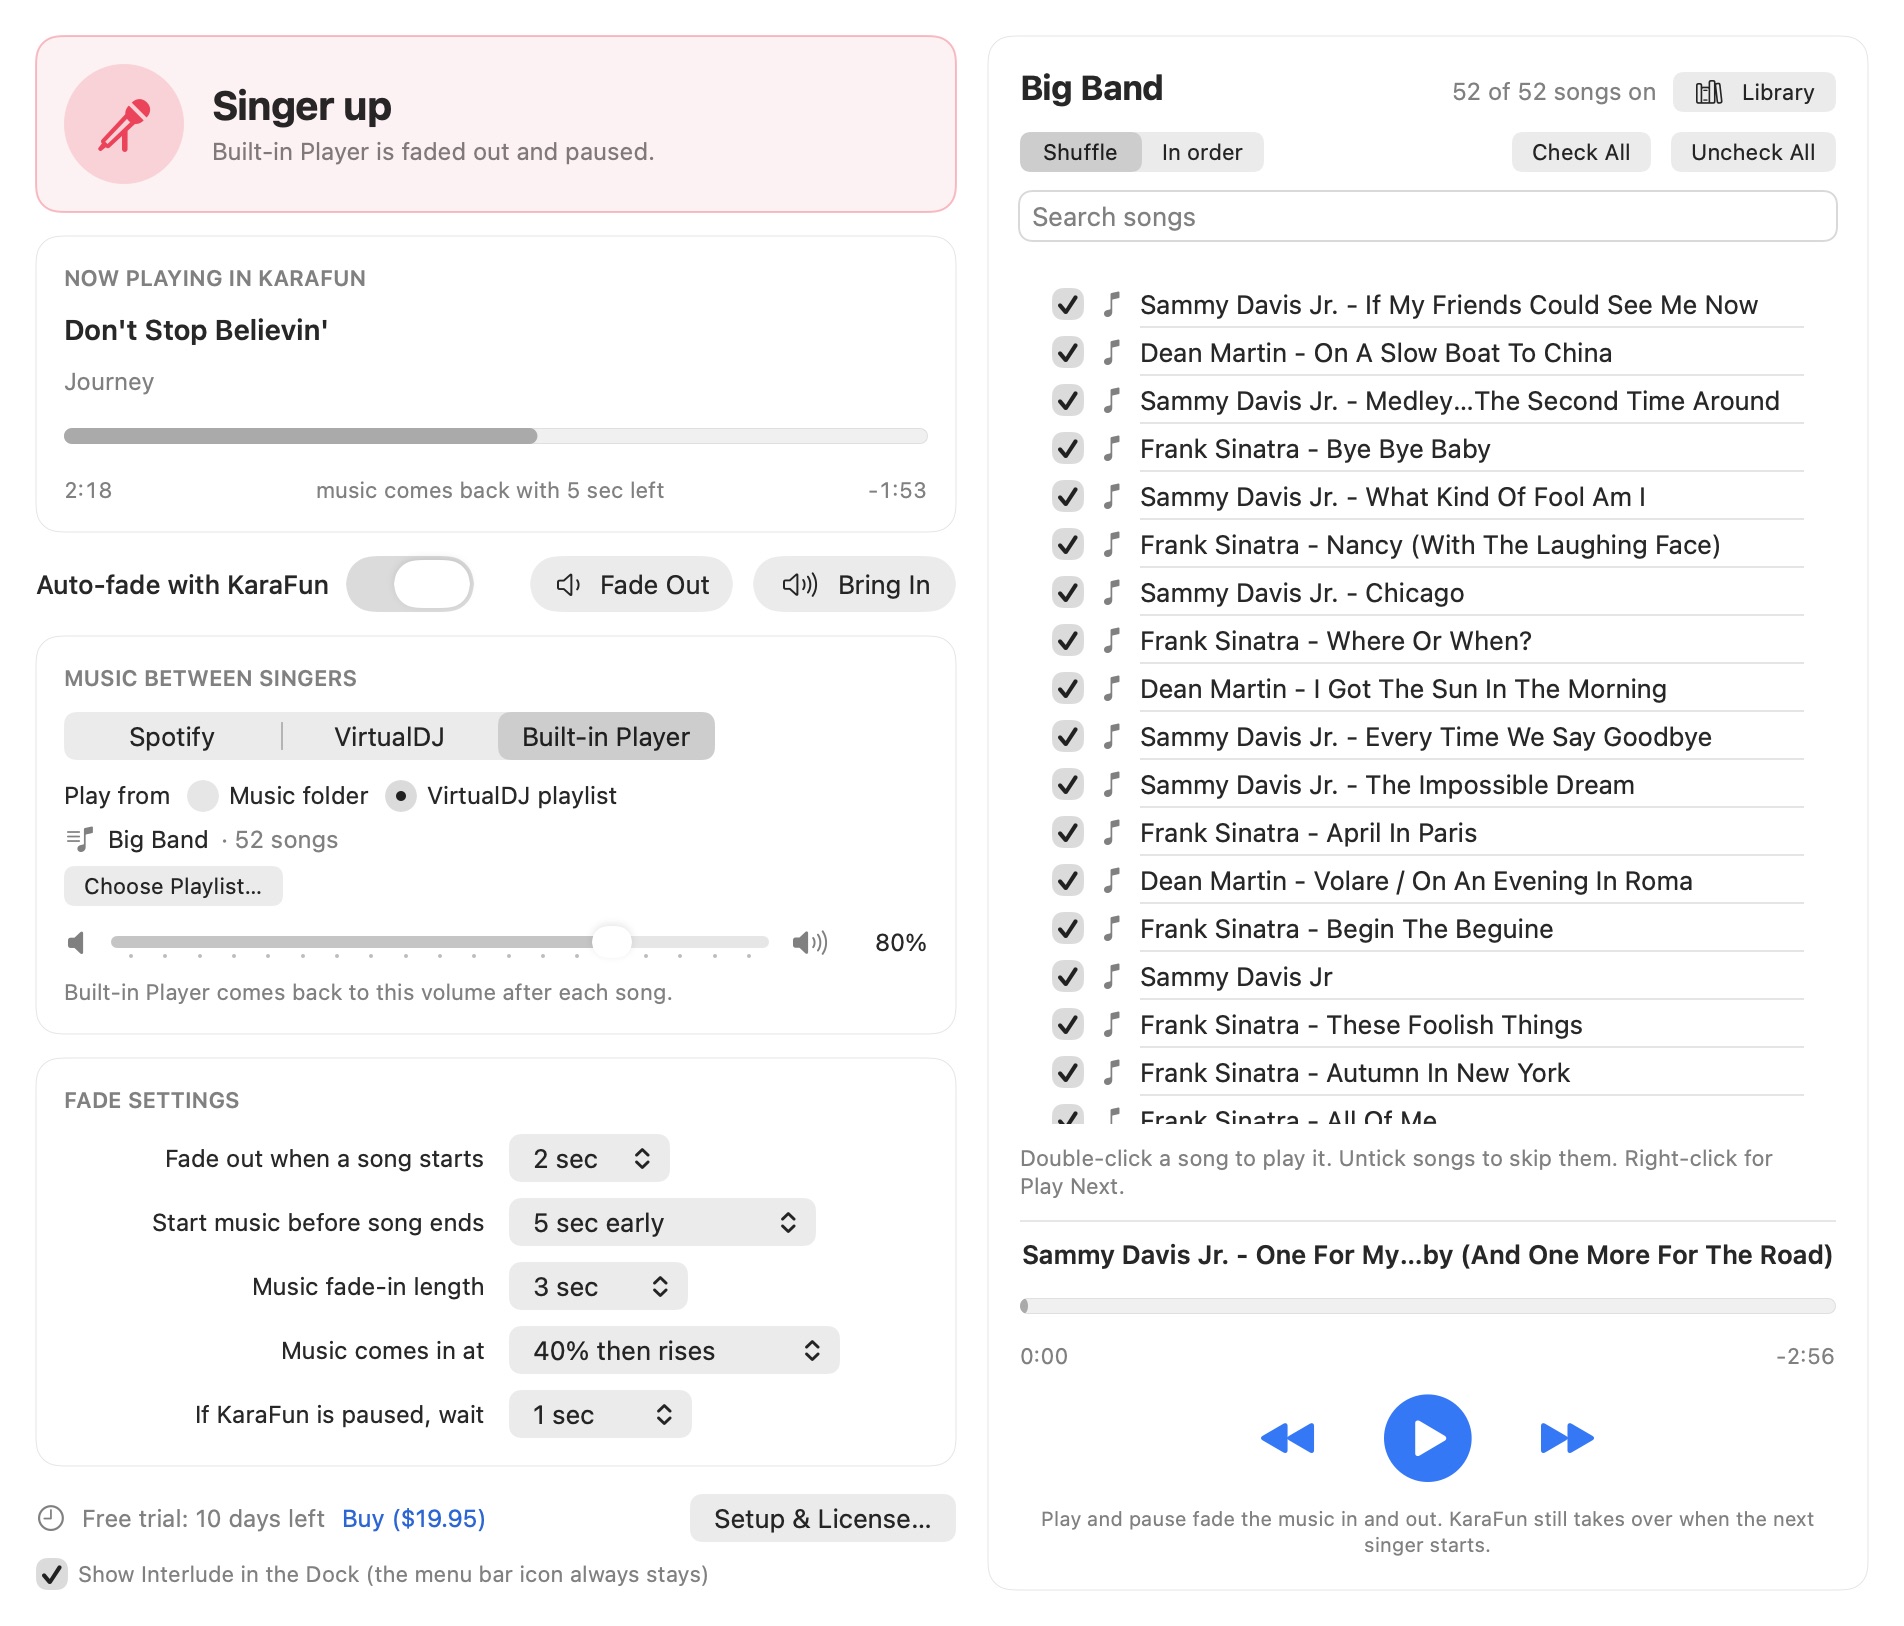 Singer up
Built-in Player is faded out and paused.
NOW PLAYING IN KARAFUN
Don't Stop Believin'
Journey
2:18 music comes back with 5 sec left -1:53
Auto-fade with KaraFun Fade Out Bring In
MUSIC BETWEEN SINGERS
Spotify VirtualDJ Built-in Player
Play from Music folder VirtualDJ playlist
Big Band · 52 songs
Choose Playlist...
80%
Built-in Player comes back to this volume after each song.
FADE SETTINGS
Fade out when a song starts 2 sec
Start music before song ends 5 sec early
Music fade-in length 3 sec
Music comes in at 40% then rises
If KaraFun is paused, wait 1 sec
Free trial: 10 days left Buy ($19.95) Setup & License...
Show Interlude in the Dock (the menu bar icon always stays)
Big Band 52 of 52 songs on Library
Shuffle In order Check All Uncheck All
Search songs
Sammy Davis Jr. - If My Friends Could See Me Now
Dean Martin - On A Slow Boat To China
Sammy Davis Jr. - Medley...The Second Time Around
Frank Sinatra - Bye Bye Baby
Sammy Davis Jr. - What Kind Of Fool Am I
Frank Sinatra - Nancy (With The Laughing Face)
Sammy Davis Jr. - Chicago
Frank Sinatra - Where Or When?
Dean Martin - I Got The Sun In The Morning
Sammy Davis Jr. - Every Time We Say Goodbye
Sammy Davis Jr. - The Impossible Dream
Frank Sinatra - April In Paris
Dean Martin - Volare / On An Evening In Roma
Frank Sinatra - Begin The Beguine
Sammy Davis Jr
Frank Sinatra - These Foolish Things
Frank Sinatra - Autumn In New York
Frank Sinatra - All Of Me
Double-click a song to play it. Untick songs to skip them. Right-click for
Play Next.
Sammy Davis Jr. - One For My...by (And One More For The Road)
0:00 -2:56
Play and pause fade the music in and out. KaraFun still takes over when the next
singer starts.